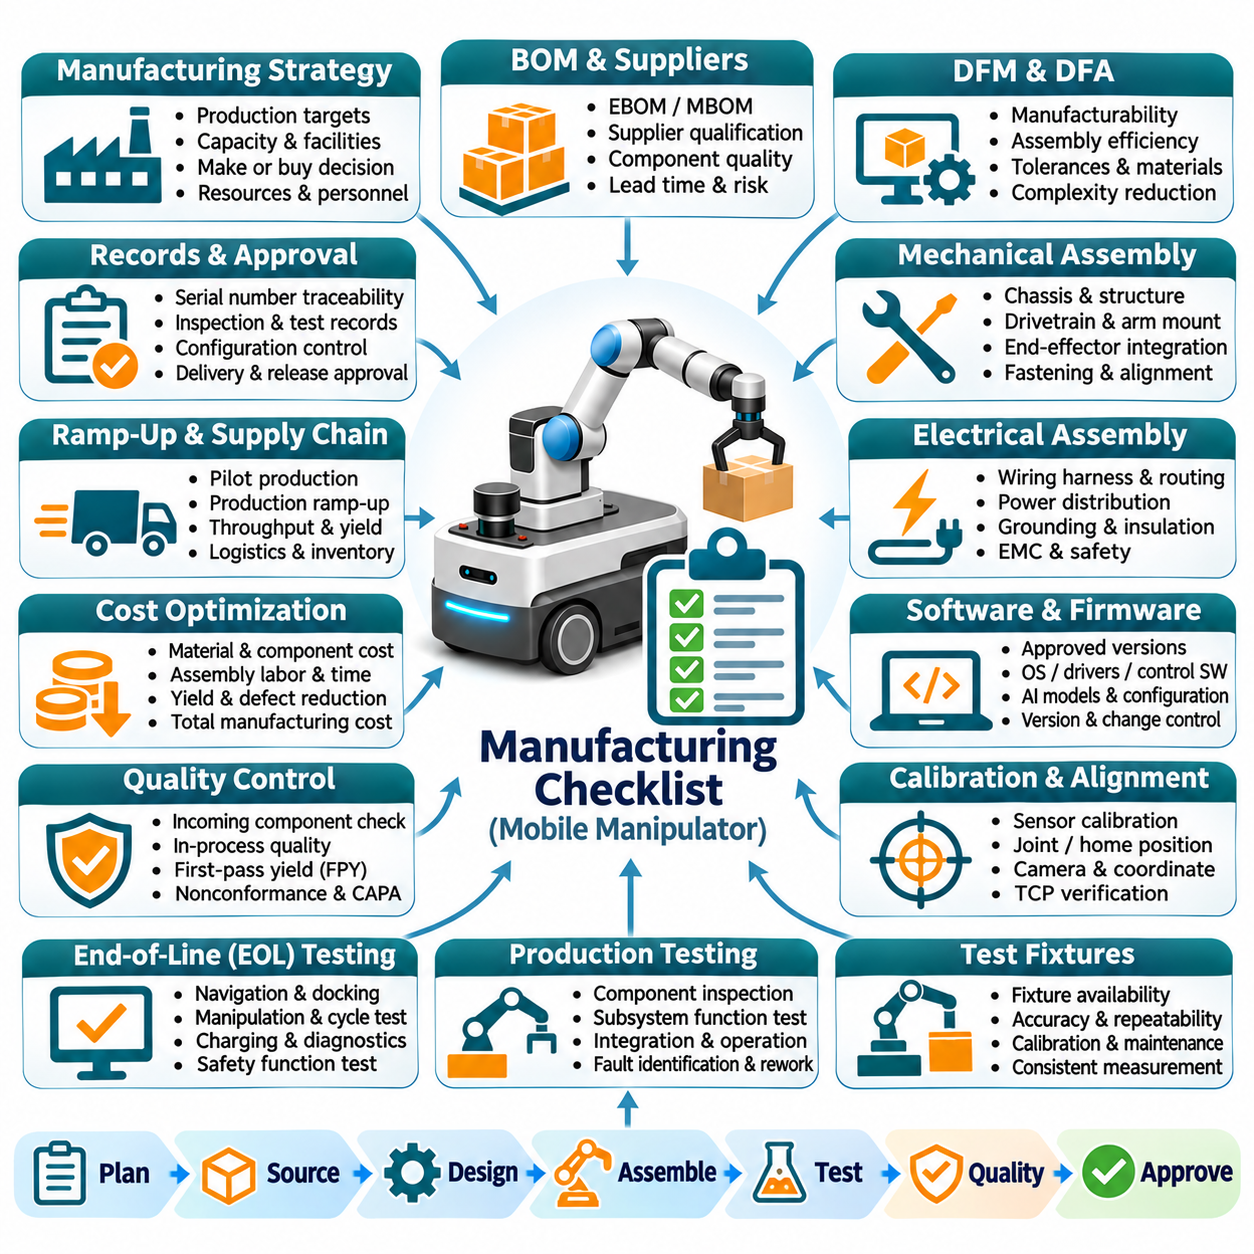 Manufacturing Strategy
• Production targets
• Capacity & facilities
• Make or buy decision
• Resources & personnel
BOM & Suppliers
• EBOM / MBOM
• Supplier qualification
• Component quality
• Lead time & risk
DFM & DFA
• Manufacturability
• Assembly efficiency
• Tolerances & materials
• Complexity reduction
Records & Approval
• Serial number traceability
• Inspection & test records
• Configuration control
• Delivery & release approval
Mechanical Assembly
• Chassis & structure
• Drivetrain & arm mount
• End-effector integration
• Fastening & alignment
Ramp-Up & Supply Chain
• Pilot production
• Production ramp-up
• Throughput & yield
• Logistics & inventory
Electrical Assembly
• Wiring harness & routing
• Power distribution
• Grounding & insulation
• EMC & safety
Cost Optimization
• Material & component cost
• Assembly labor & time
• Yield & defect reduction
• Total manufacturing cost
Software & Firmware
• Approved versions
• OS / drivers / control SW
• AI models & configuration
• Version & change control
</>
Manufacturing
Checklist
(Mobile Manipulator)
Quality Control
• Incoming component check
• In-process quality
• First-pass yield (FPY)
• Nonconformance & CAPA
Calibration & Alignment
• Sensor calibration
• Joint / home position
• Camera & coordinate
• TCP verification
End-of-Line (EOL) Testing
• Navigation & docking
• Manipulation & cycle test
• Charging & diagnostics
• Safety function test
Production Testing
• Component inspection
• Subsystem function test
• Integration & operation
• Fault identification & rework
Test Fixtures
• Fixture availability
• Accuracy & repeatability
• Calibration & maintenance
• Consistent measurement
Plan
Source
Design
Assemble
Test
Quality
Approve